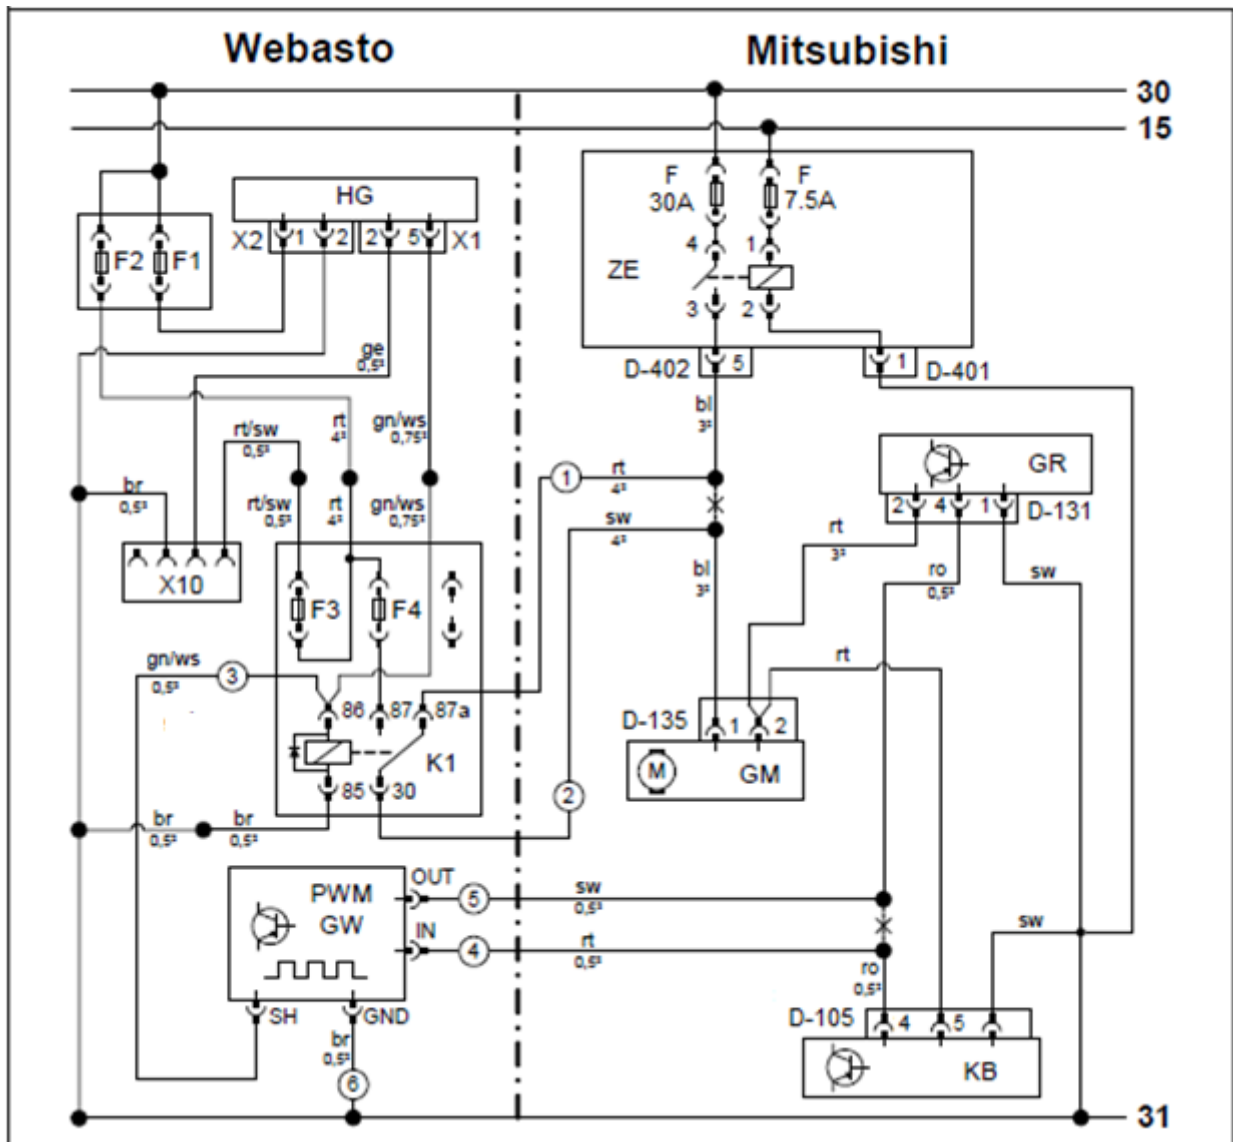 Webasto Mitsubishi
30
15
HG
X2 1 2 2 5 X1
F2 F1
F
30A
F
7.5A
4 1
ZE
3 2
D-402 5 1 D-401
ge
0,5²
bl
3²
rt/sw
0,5²
rt
4²
gn/ws
0,75²
1 rt
4²
GR
2 4 1 D-131
br
0,5²
rt/sw
0,5²
rt
4²
gn/ws
0,75²
sw
4²
rt
3²
X10
F3 F4
bl
3²
ro
0,5²
sw
gn/ws
0,5²
3
rt
86 87 87a
D-135 1 2
K1
M GM
85 30
2
br
0,5²
br
0,5²
PWM
GW
OUT
5 sw
0,5²
IN
4 rt
0,5²
sw
ro
0,5²
SH GND
D-105 4 5
br
0,5²
6
KB
31